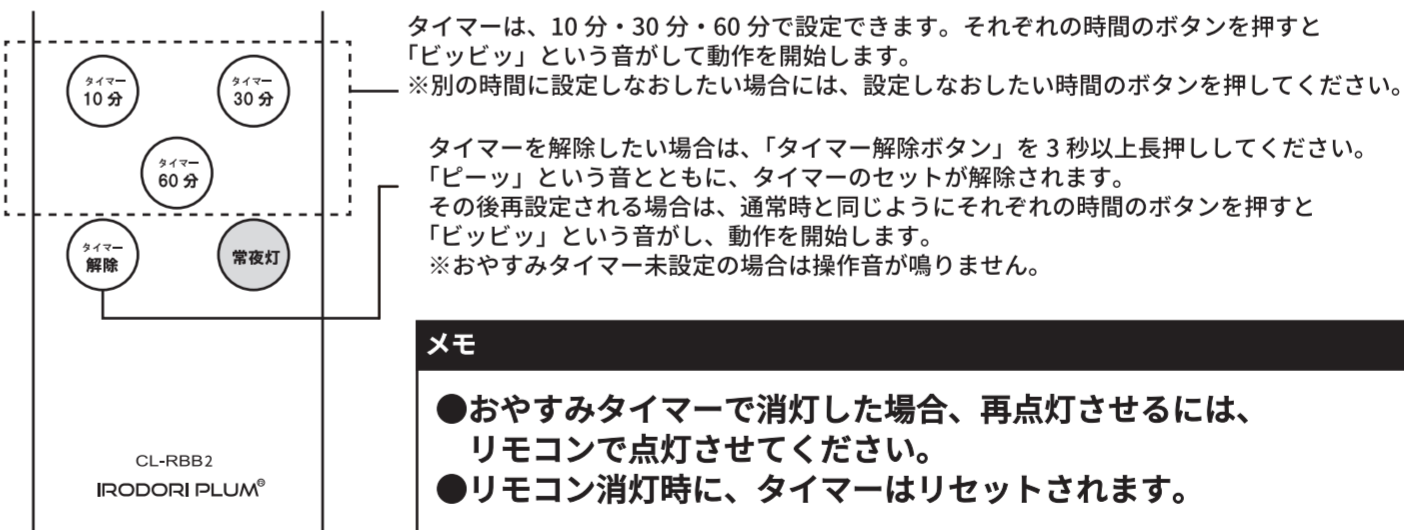 タイマーは、10 分・30 分・60 分で設定できます。それぞれの時間のボタンを押すと
「ピッピッ」という音がして動作を開始します。
※別の時間に設定しなおしたい場合には、設定しなおしたい時間のボタンを押してください。
タイマー
10 分
タイマー
30 分
タイマー
60 分
タイマーを解除したい場合は、「タイマー解除ボタン」を 3 秒以上長押ししてください。
「ピーッ」という音とともに、タイマーのセットが解除されます。
その後再設定される場合は、通常時と同じようにそれぞれの時間のボタンを押すと
「ピッピッ」という音がし、動作を開始します。
※おやすみタイマー未設定の場合は操作音が鳴りません。
タイマー
解除
常夜灯
メモ
●おやすみタイマーで消灯した場合、再点灯させるには、
リモコンで点灯させてください。
●リモコン消灯時に、タイマーはリセットされます。
CL-RBB2
IRODORI PLUM®